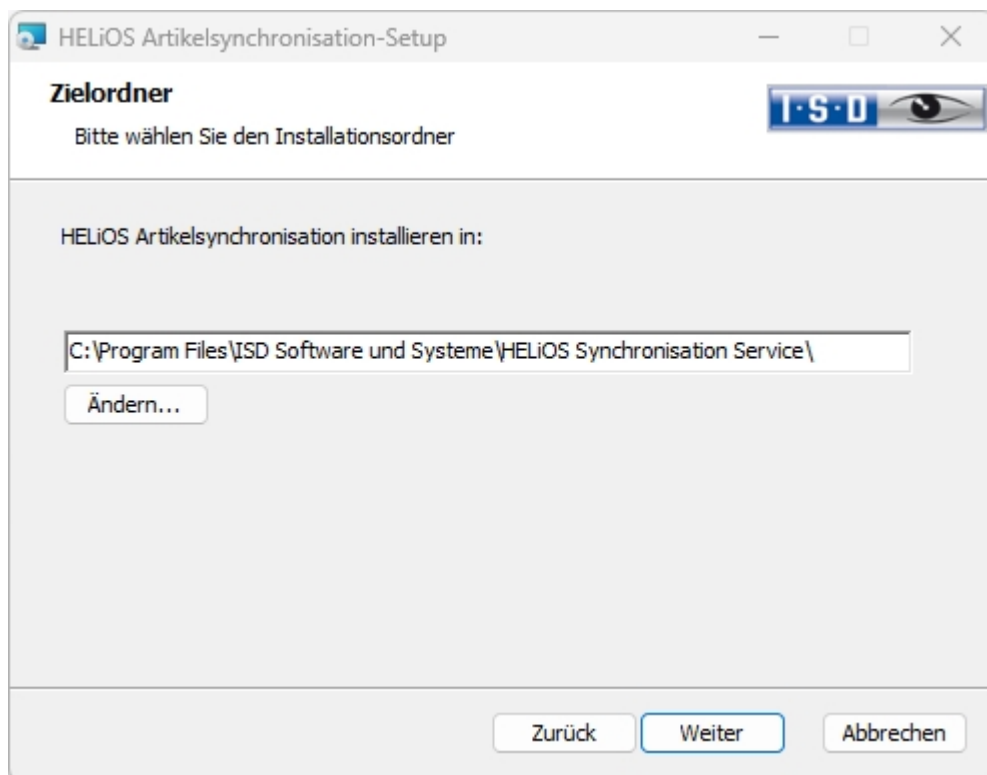 HELiOS Artikelsynchronisation-Setup
Zielordner
I·S·D
Bitte wählen Sie den Installationsordner
HELiOS Artikelsynchronisation installieren in:
C:\Program Files\ISD Software und Systeme\HELiOS Synchronisation Service\
Ändern...
Zurück Weiter Abbrechen